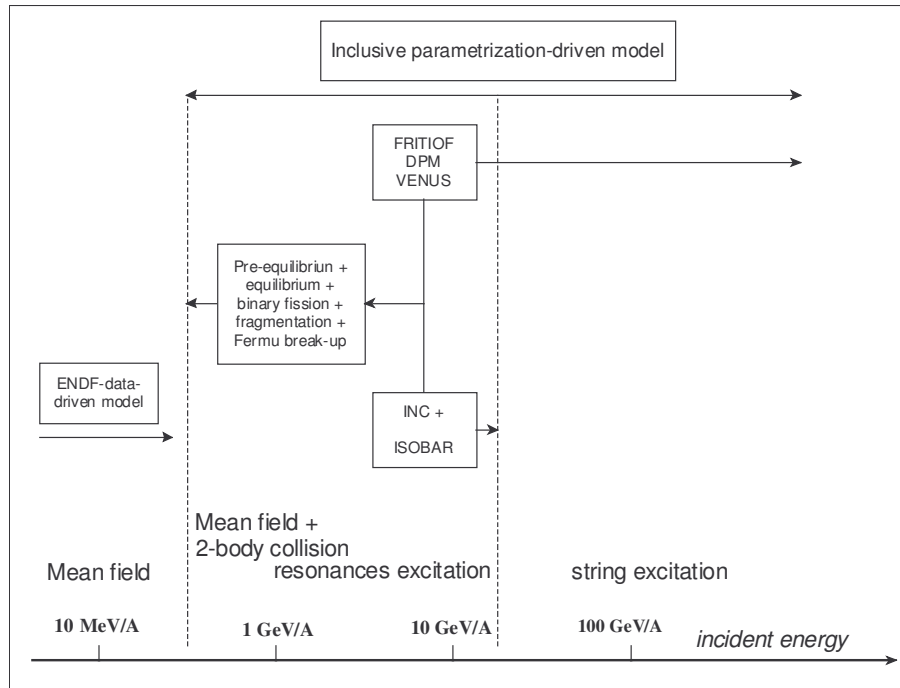 Inclusive parametrization-driven model
FRITIOF
DPM
VENUS
Pre-equilibriun +
equilibrium +
binary fission +
fragmentation +
Fermu break-up
ENDF-data-
driven model
INC +
ISOBAR
Mean field +
2-body collision
Mean field
resonances excitation
string excitation
10 MeV/A
1 GeV/A
10 GeV/A
100 GeV/A
incident energy